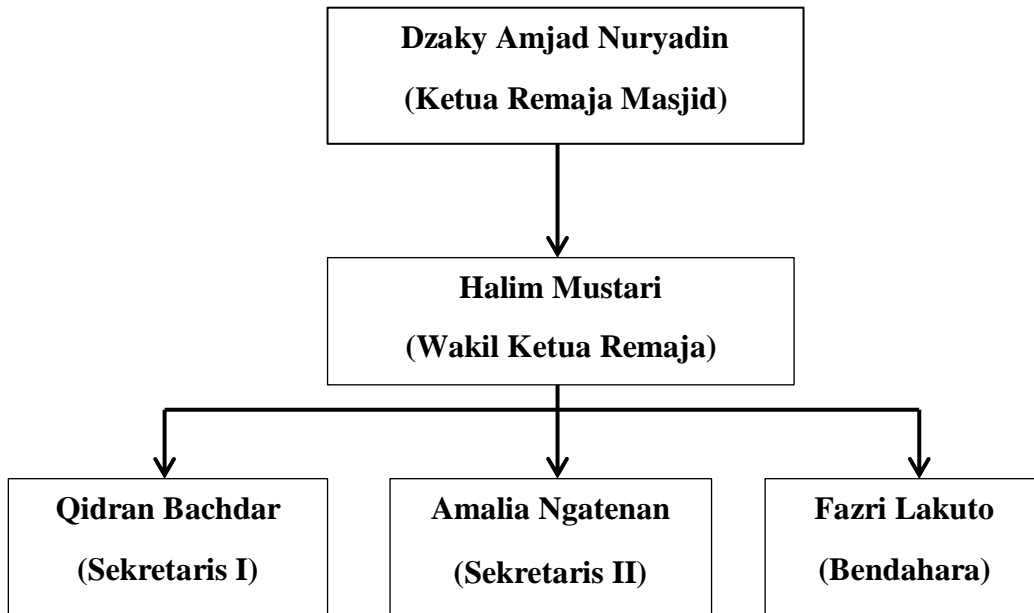 Dzaky Amjad Nuryadin
(Ketua Remaja Masjid)
Halim Mustari
(Wakil Ketua Remaja)
Qidran Bachdar
(Sekretaris I)
Amalia Ngatenan
(Sekretaris II)
Fazri Lakuto
(Bendahara)